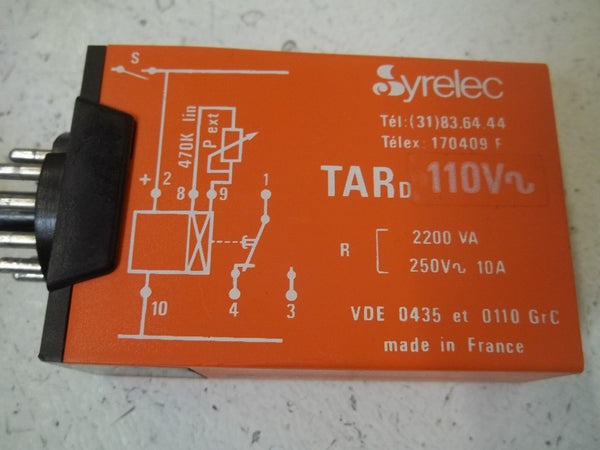 Syrelec
Tél:(31)83.64.44
Télex: 170409 F
TARD 110V~
R 2200 VA
250V~ 10A
VDE 0435 et 0110 GrC
made in France
S
470K lin
P ext
+ 2 8 9 1
10 4 3